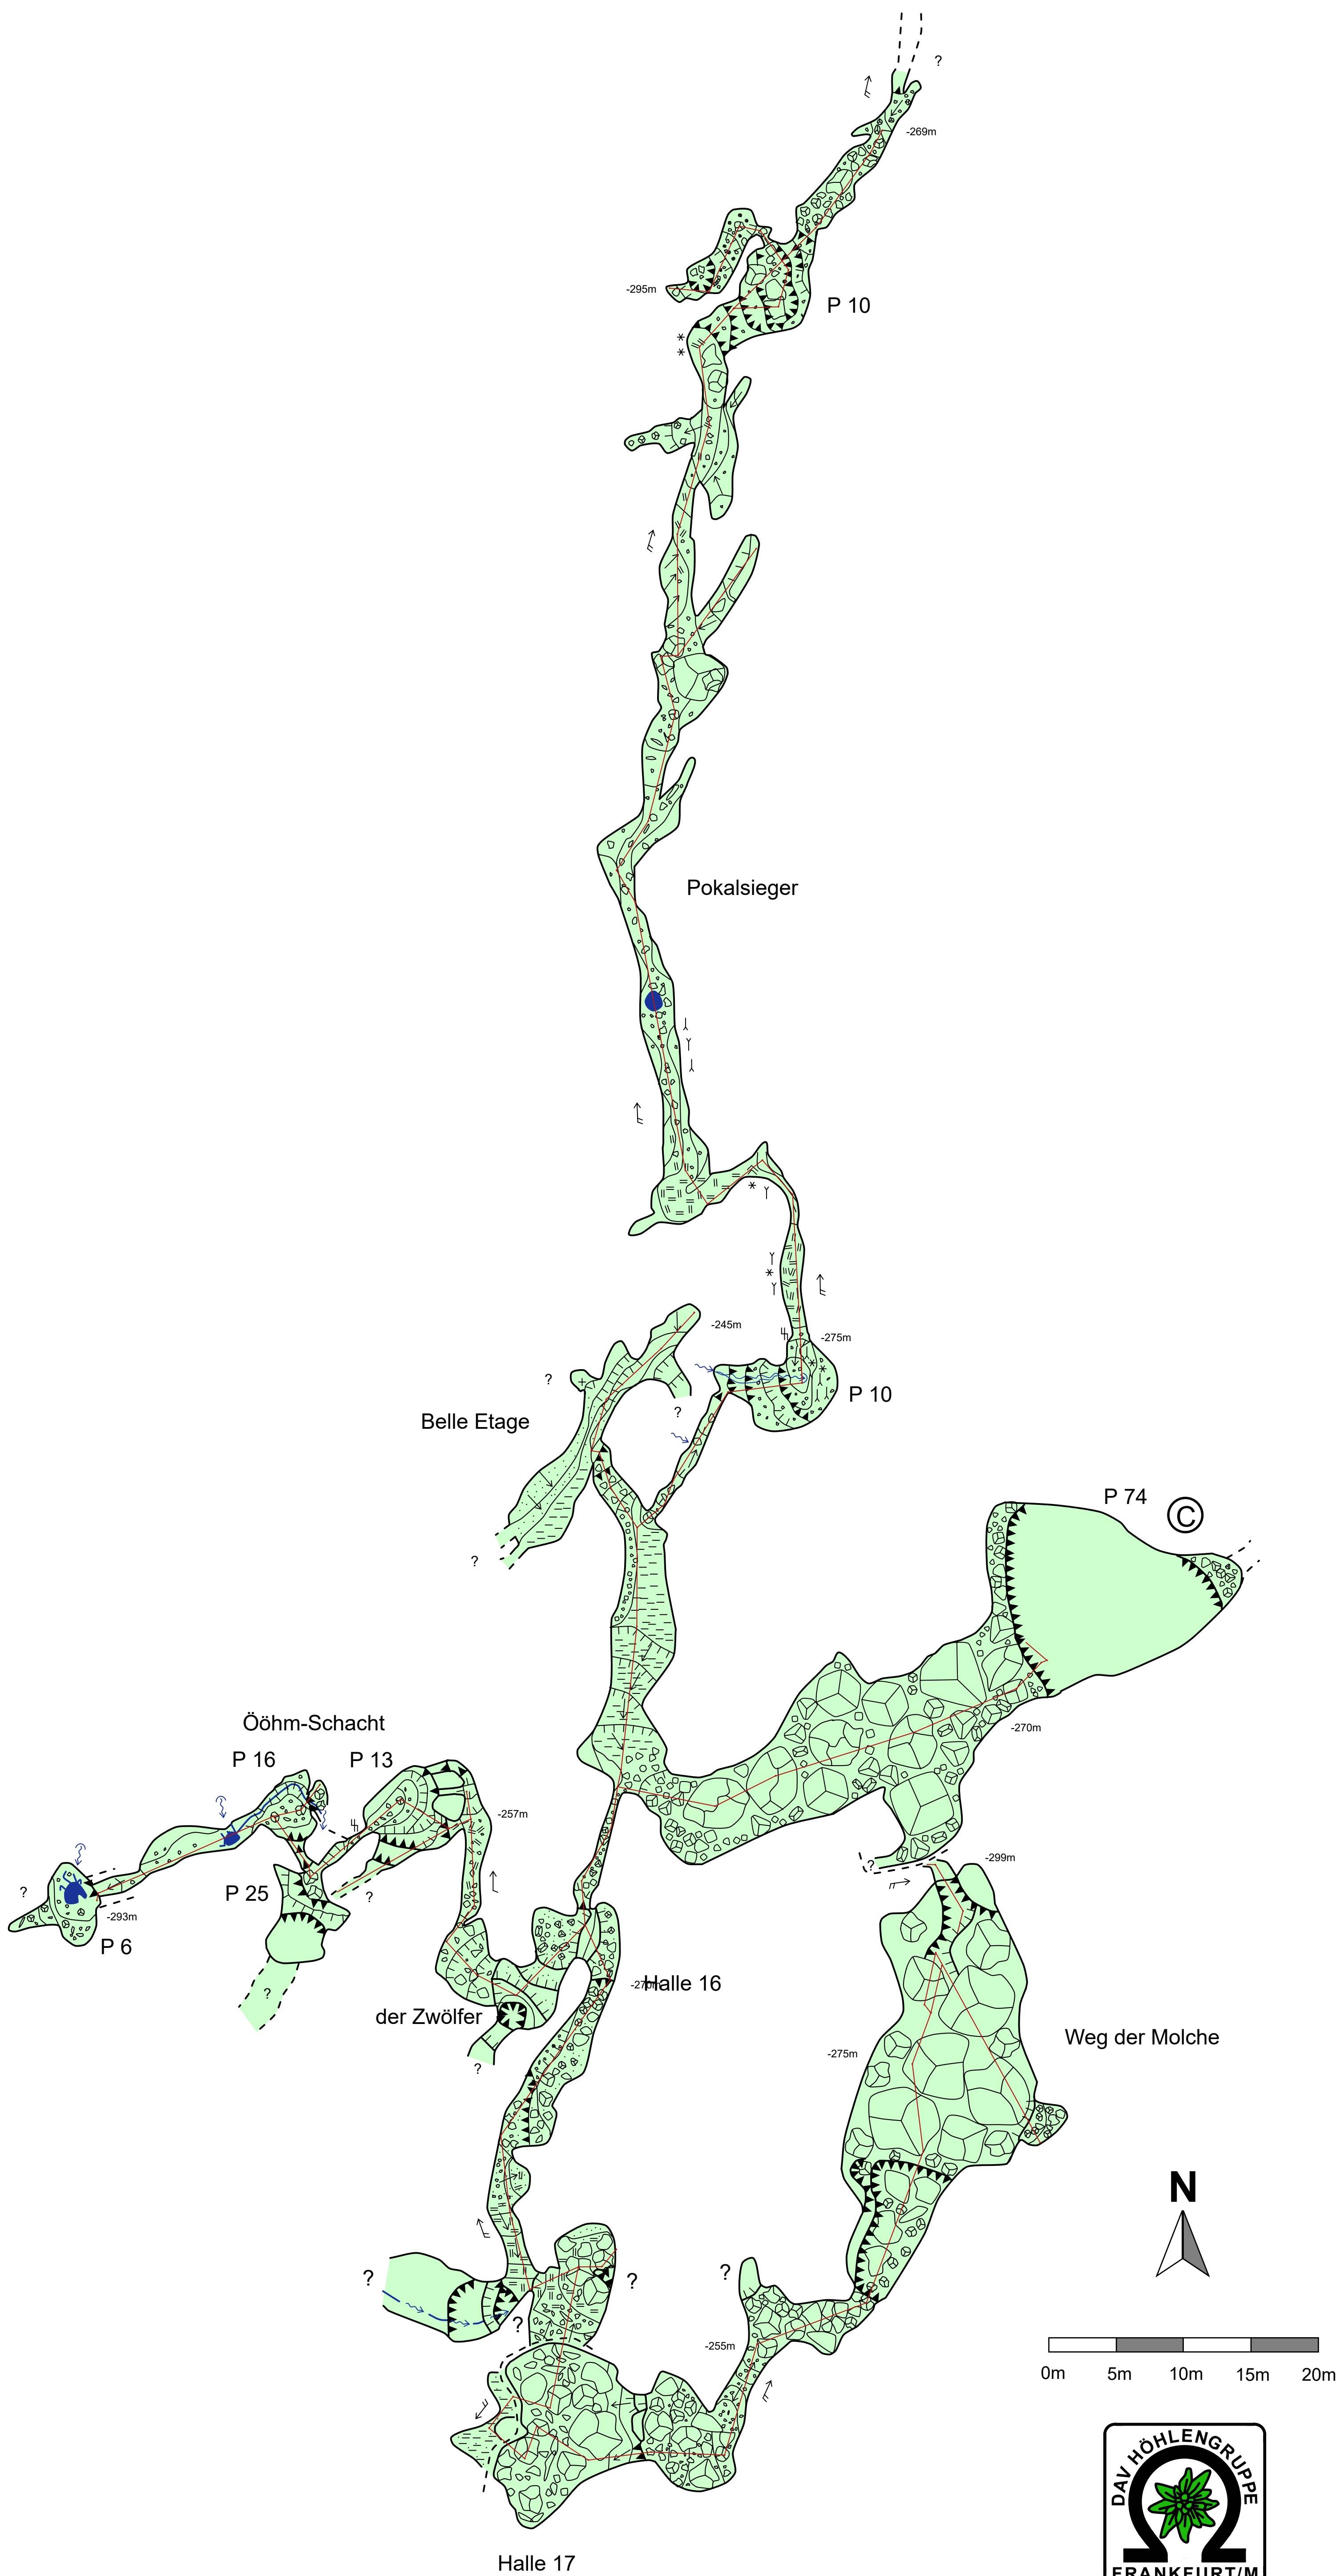 ?
-269m
-295m
P 10
Pokalsieger
-245m
-275m
?
P 10
?
Belle Etage
?
P 74
©
-270m
Ööhm-Schacht
P 16
P 13
-257m
?
-299m
?
P 25
?
-293m
P 6
?
Halle 16
der Zwölfer
?
Weg der Molche
-275m
N
?
?
?
?
-255m
0m 5m 10m 15m 20m
DAV HÖHLENGRUPPE
FRANKFURT/M
Halle 17